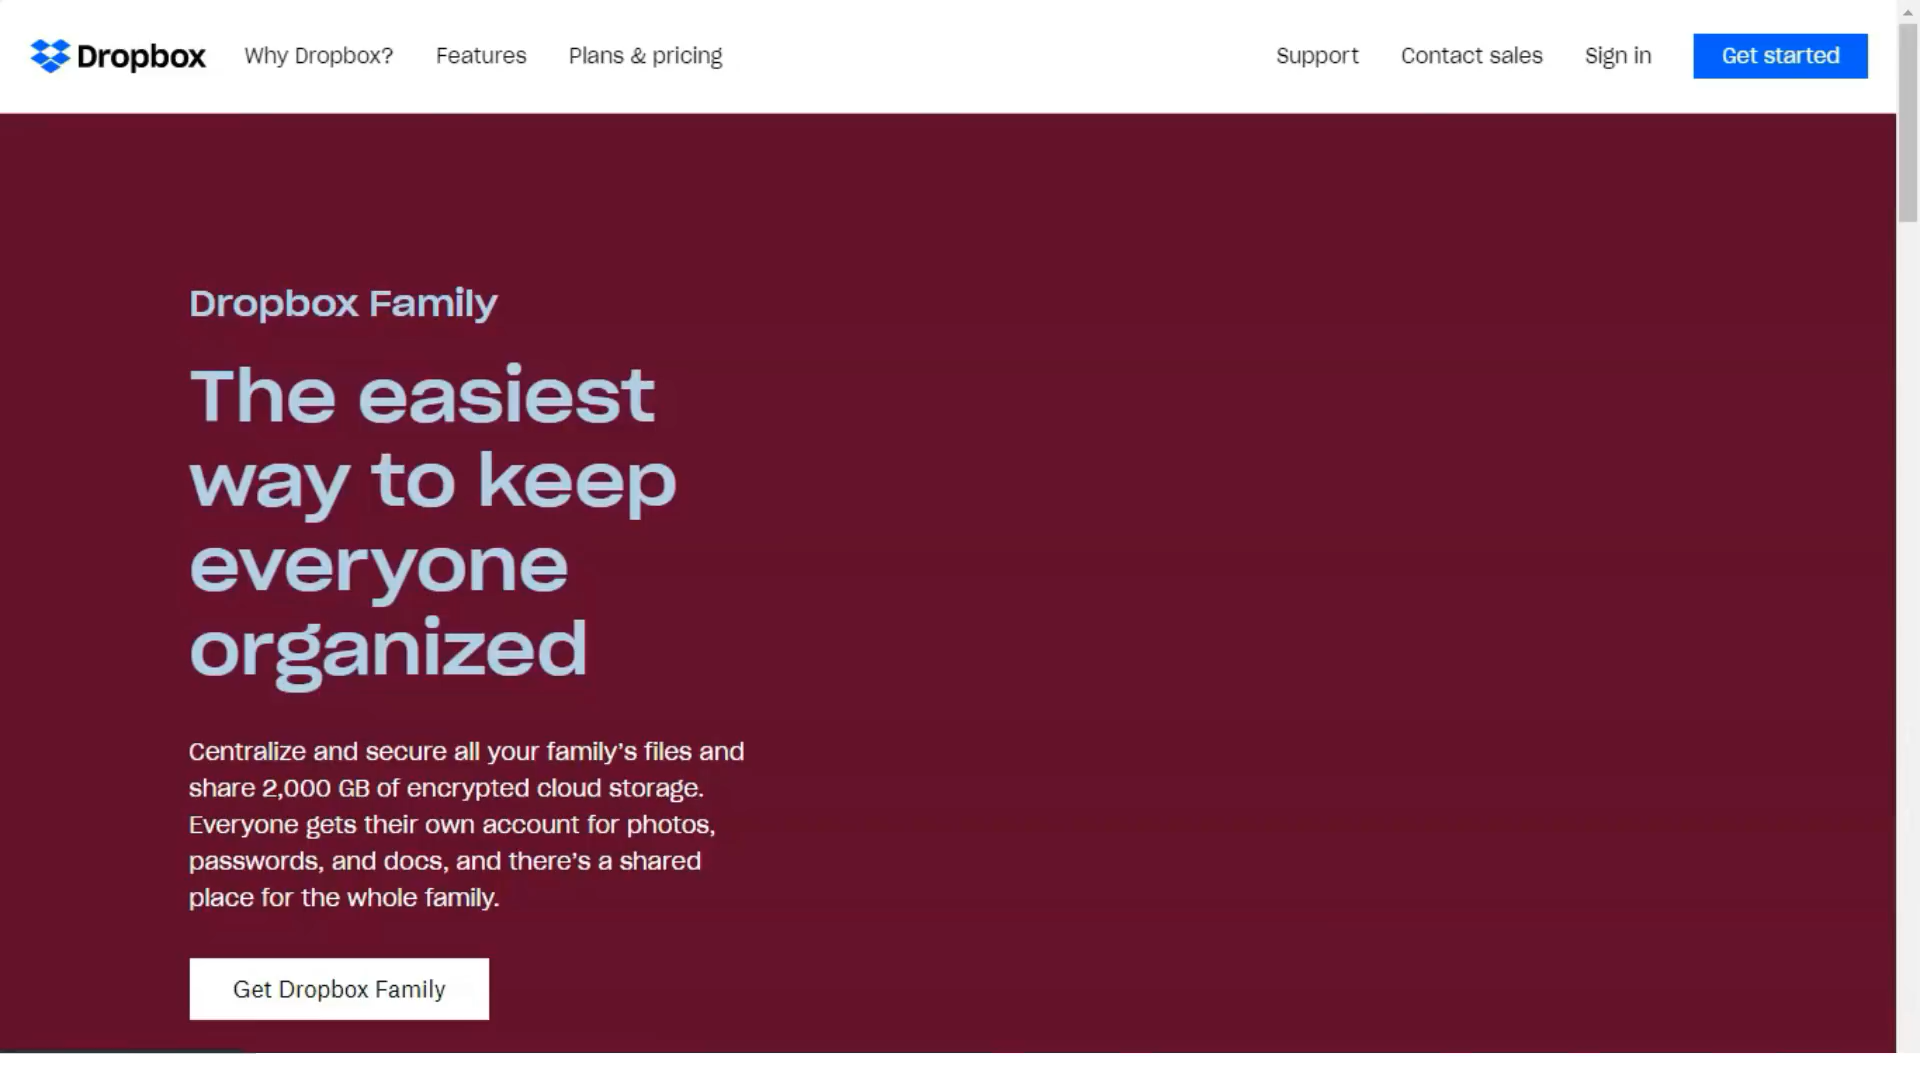 Dropbox Why Dropbox? Features Plans & pricing Support Contact sales Sign in Get started
Dropbox Family
The easiest
way to keep
everyone
organized
Centralize and secure all your family’s files and
share 2,000 GB of encrypted cloud storage.
Everyone gets their own account for photos,
passwords, and docs, and there’s a shared
place for the whole family.
Get Dropbox Family